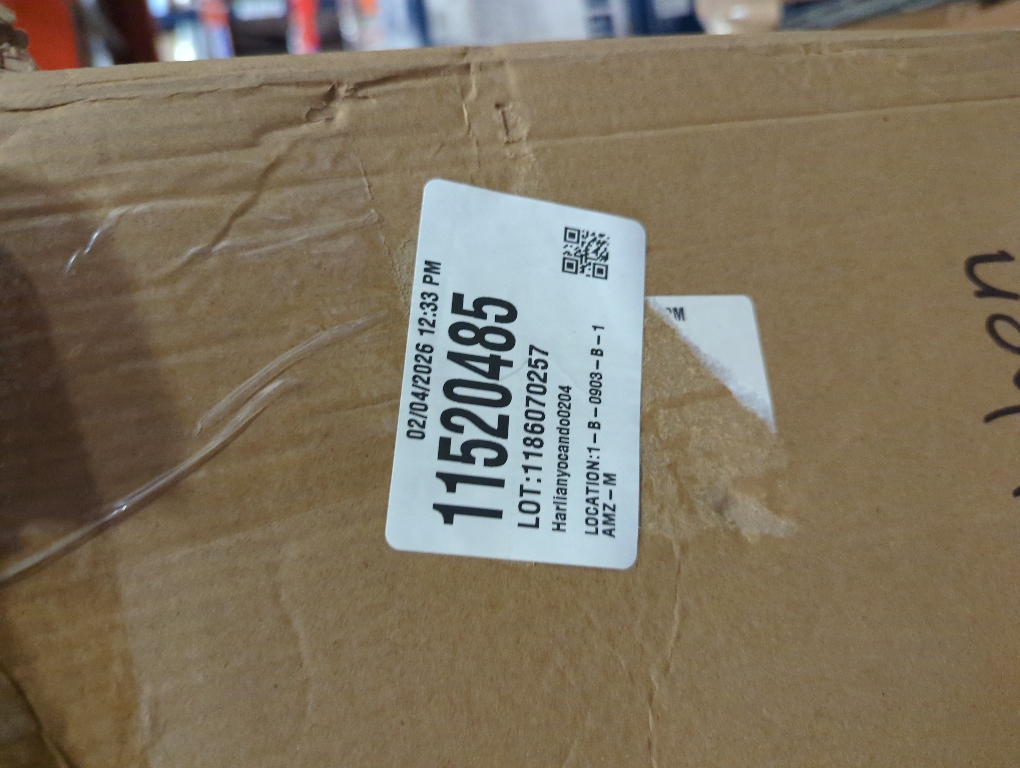 02/04/2026 12:33 PM
11520485
LOT:1186070257
Harlianyocando0204
LOCATION:1-B-0903-B-1
AMZ-M